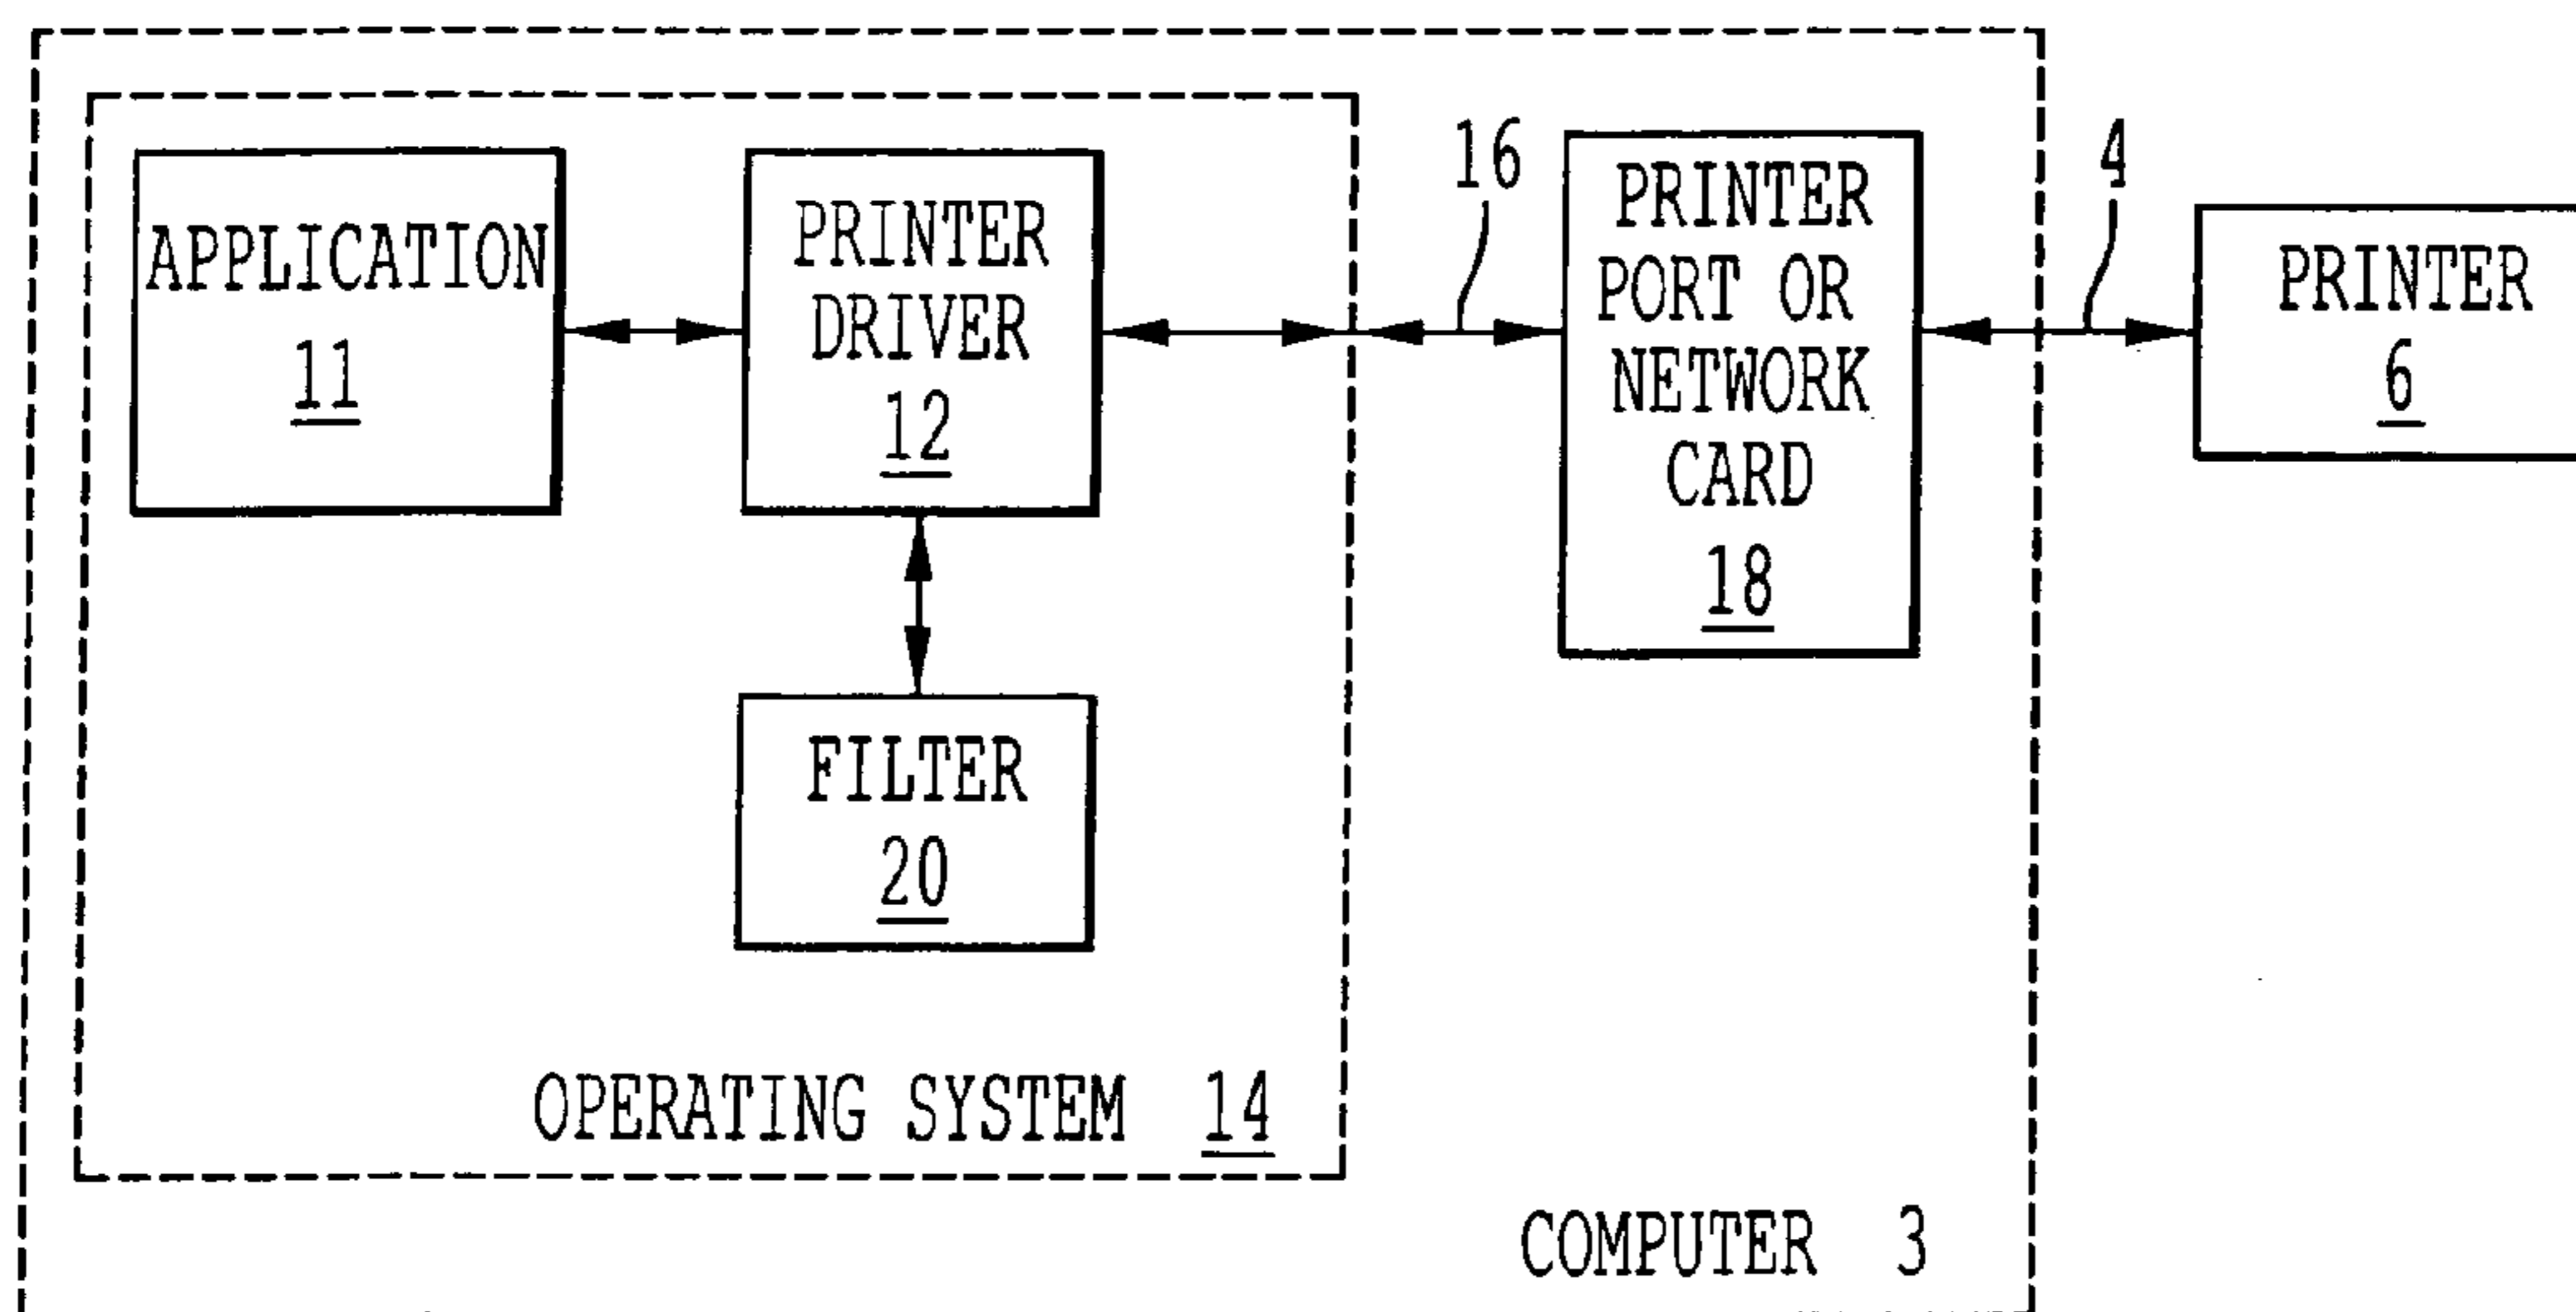 APPLICATION
11
PRINTER
DRIVER
12
16
PRINTER
PORT OR
NETWORK
CARD
18
4
PRINTER
6
FILTER
20
OPERATING SYSTEM 14
COMPUTER 3